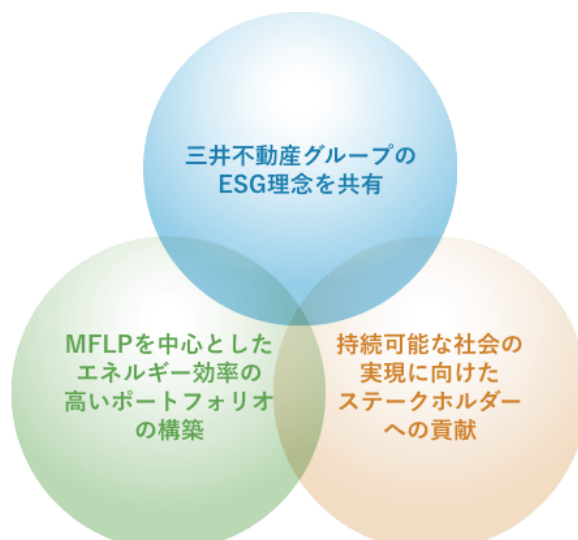 三井不動産グループの
ESG理念を共有
MFLPを中心とした
エネルギー効率の
高いポートフォリオ
の構築
持続可能な社会の
実現に向けた
ステークホルダー
への貢献